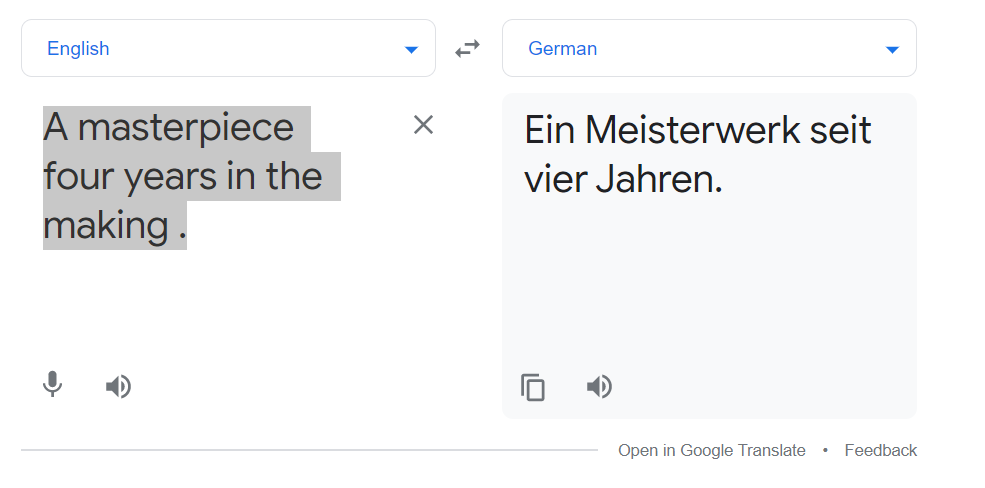 English
German
A masterpiece
four years in the
making .
Ein Meisterwerk seit
vier Jahren.
Open in Google Translate • Feedback